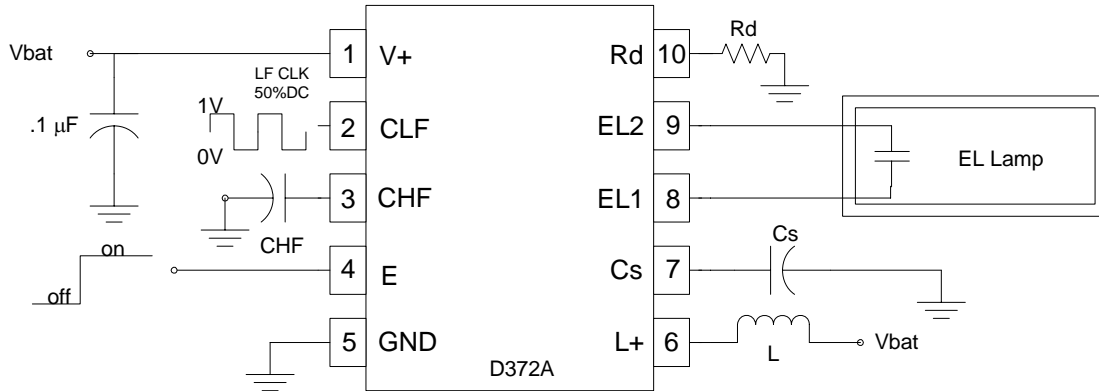 Vbat
.1 μF
LF CLK
50%DC
1V
0V
CHF
on
off
1
V+
2
CLF
3
CHF
4
E
5
GND
D372A
Rd
10
Rd
EL2
9
EL1
8
Cs
7
Cs
L+
6
L
Vbat
EL Lamp